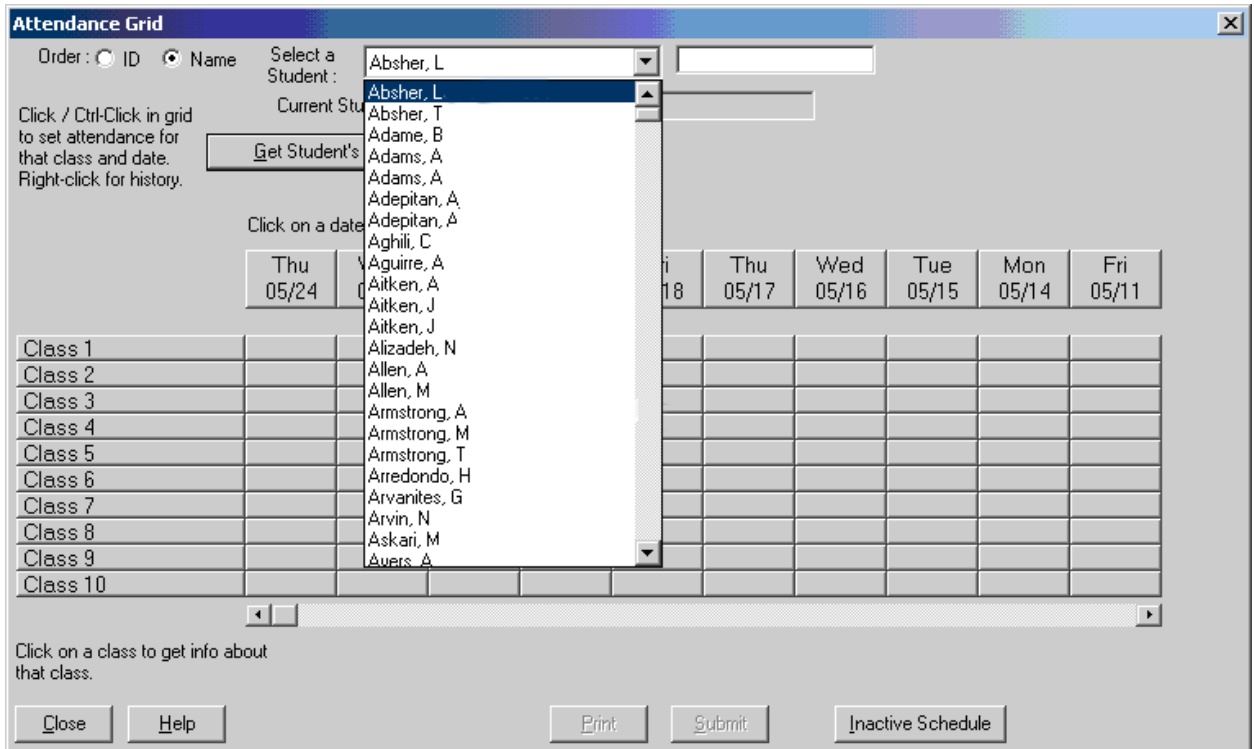 Attendance Grid
Order : ID Name
Select a
Student :
Absher, L
Current Stu
Click / Ctrl-Click in grid
to set attendance for
that class and date.
Right-click for history.
Get Student's
Absher, L
Absher, T
Adame, B
Adams, A
Adams, A
Adepitan, A
Adepitan, A
Aghili, C
Aguirre, A
Aitken, A
Aitken, J
Aitken, J
Alizadeh, N
Allen, A
Allen, M
Armstrong, A
Armstrong, M
Armstrong, T
Arredondo, H
Arvanites, G
Arvin, N
Askari, M
Ayers, A
Click on a date
Thu Thu Wed Tue Mon Fri
05/24 18 05/17 05/16 05/15 05/14 05/11
Class 1
Class 2
Class 3
Class 4
Class 5
Class 6
Class 7
Class 8
Class 9
Class 10
Click on a class to get info about
that class.
Close Help Print Submit Inactive Schedule